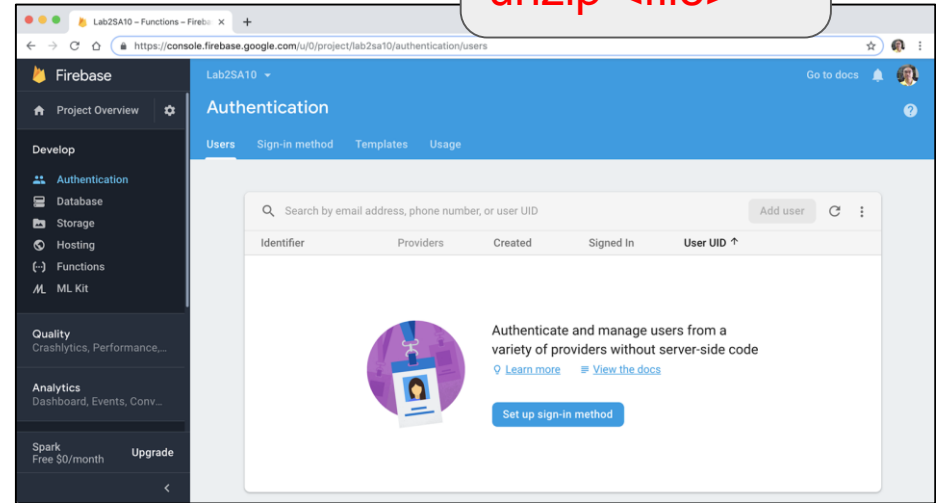 unzip <file>
Lab2SA10 – Functions – Fireba
https://console.firebase.google.com/u/0/project/lab2sa10/authentication/users
Firebase
Lab2SA10
Go to docs
Project Overview
Authentication
Develop
Users Sign-in method Templates Usage
Authentication
Database
Storage
Hosting
Functions
ML Kit
Search by email address, phone number, or user UID
Add user
Identifier Providers Created Signed In User UID ↑
Authenticate and manage users from a
variety of providers without server-side code
Learn more View the docs
Set up sign-in method
Quality
Crashlytics, Performance,...
Analytics
Dashboard, Events, Conv...
Spark
Free $0/month
Upgrade